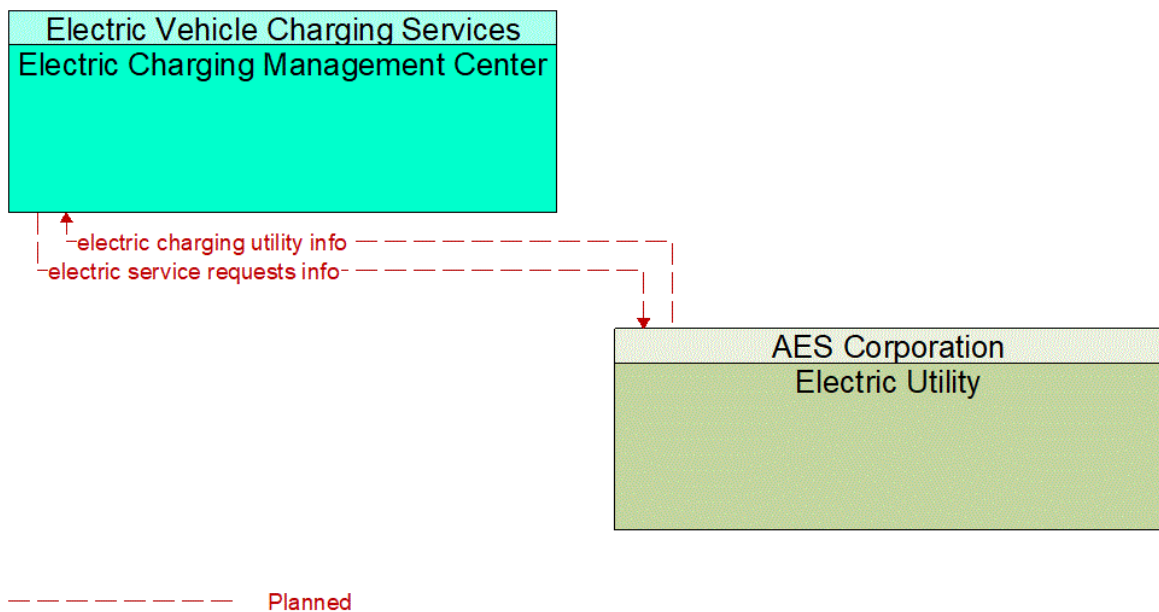 Electric Vehicle Charging Services
Electric Charging Management Center
electric charging utility info
electric service requests info
AES Corporation
Electric Utility
Planned